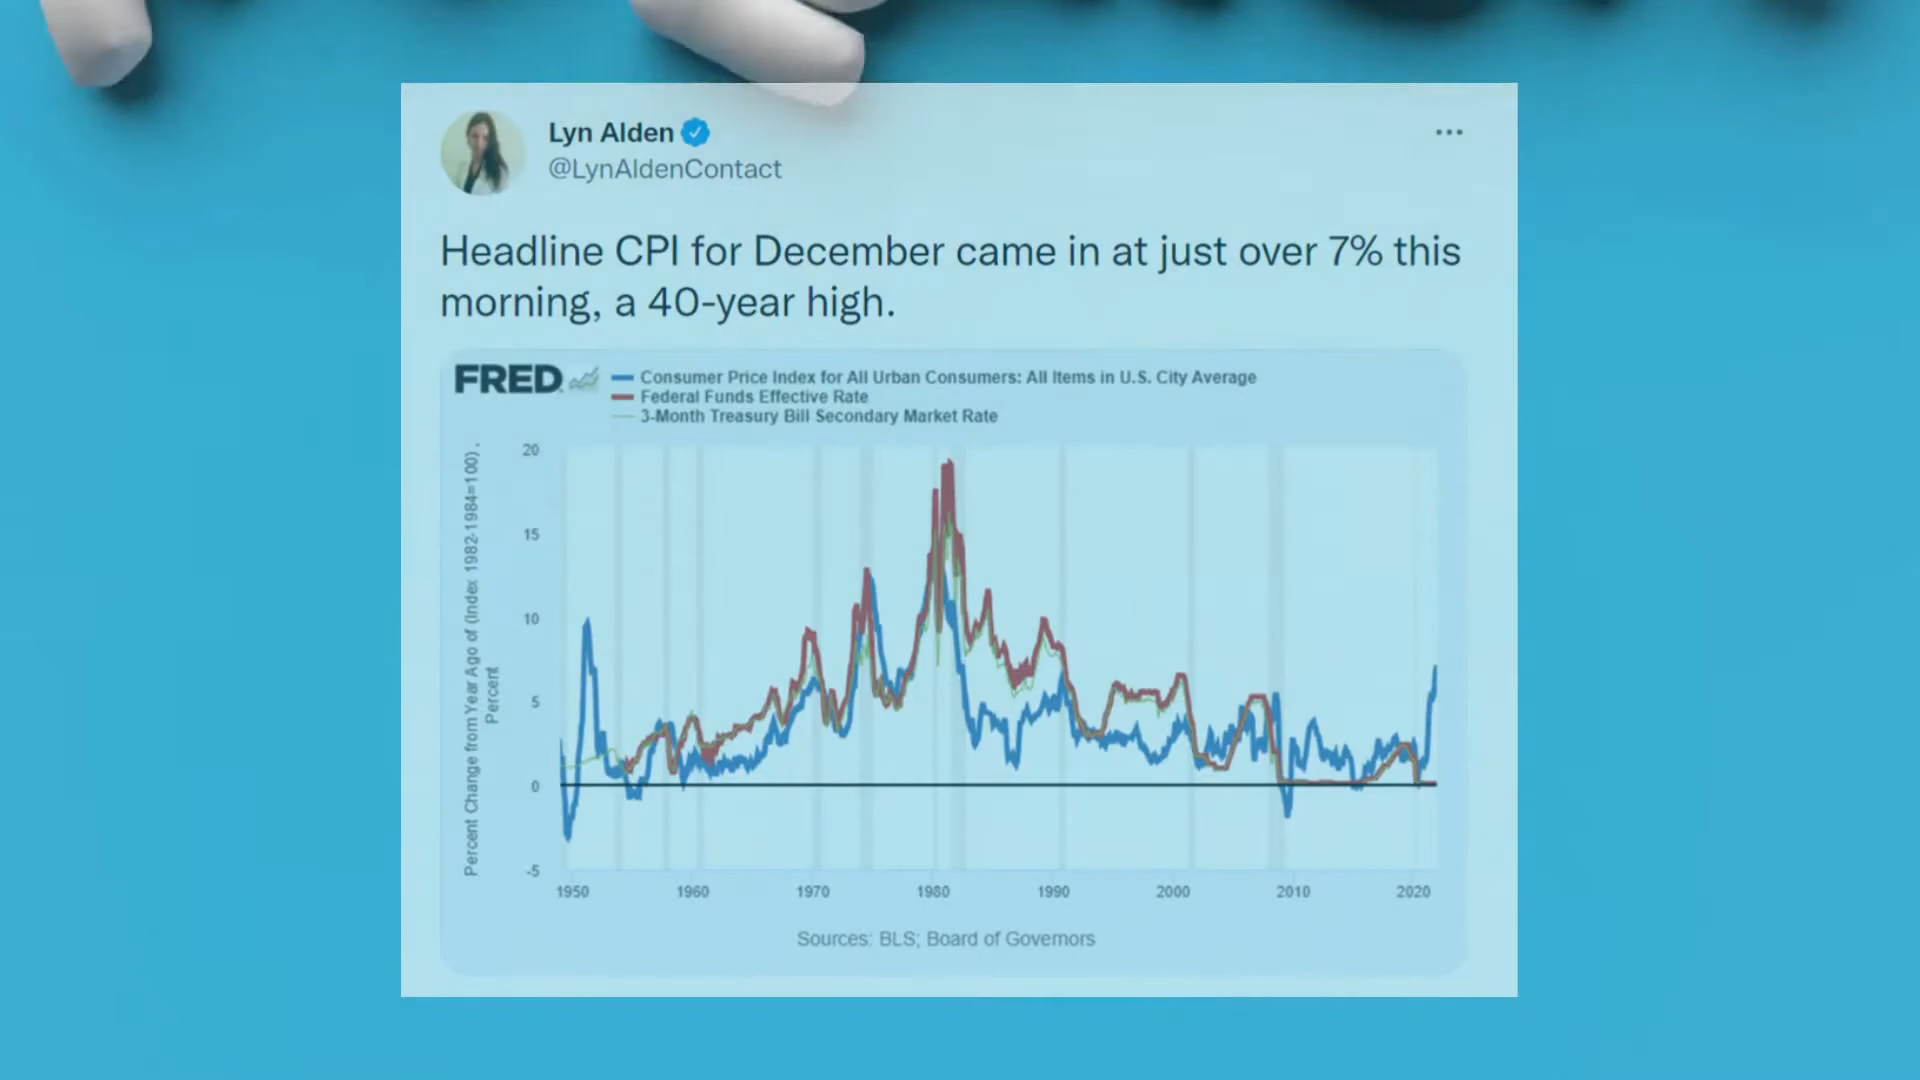 Lyn Alden
@LynAldenContact
Headline CPI for December came in at just over 7% this
morning, a 40-year high.
FRED
Consumer Price Index for All Urban Consumers: All Items in U.S. City Average
Federal Funds Effective Rate
3-Month Treasury Bill Secondary Market Rate
Percent Change from Year Ago of (Index 1982-1984=100),
Percent
20
15
10
5
0
-5
1950 1960 1970 1980 1990 2000 2010 2020
Sources: BLS; Board of Governors